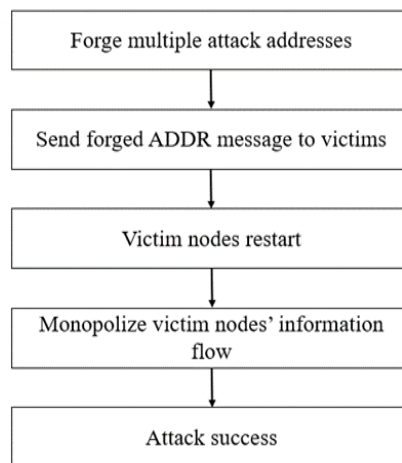 Forge multiple attack addresses
Send forged ADDR message to victims
Victim nodes restart
Monopolize victim nodes’ information
flow
Attack success